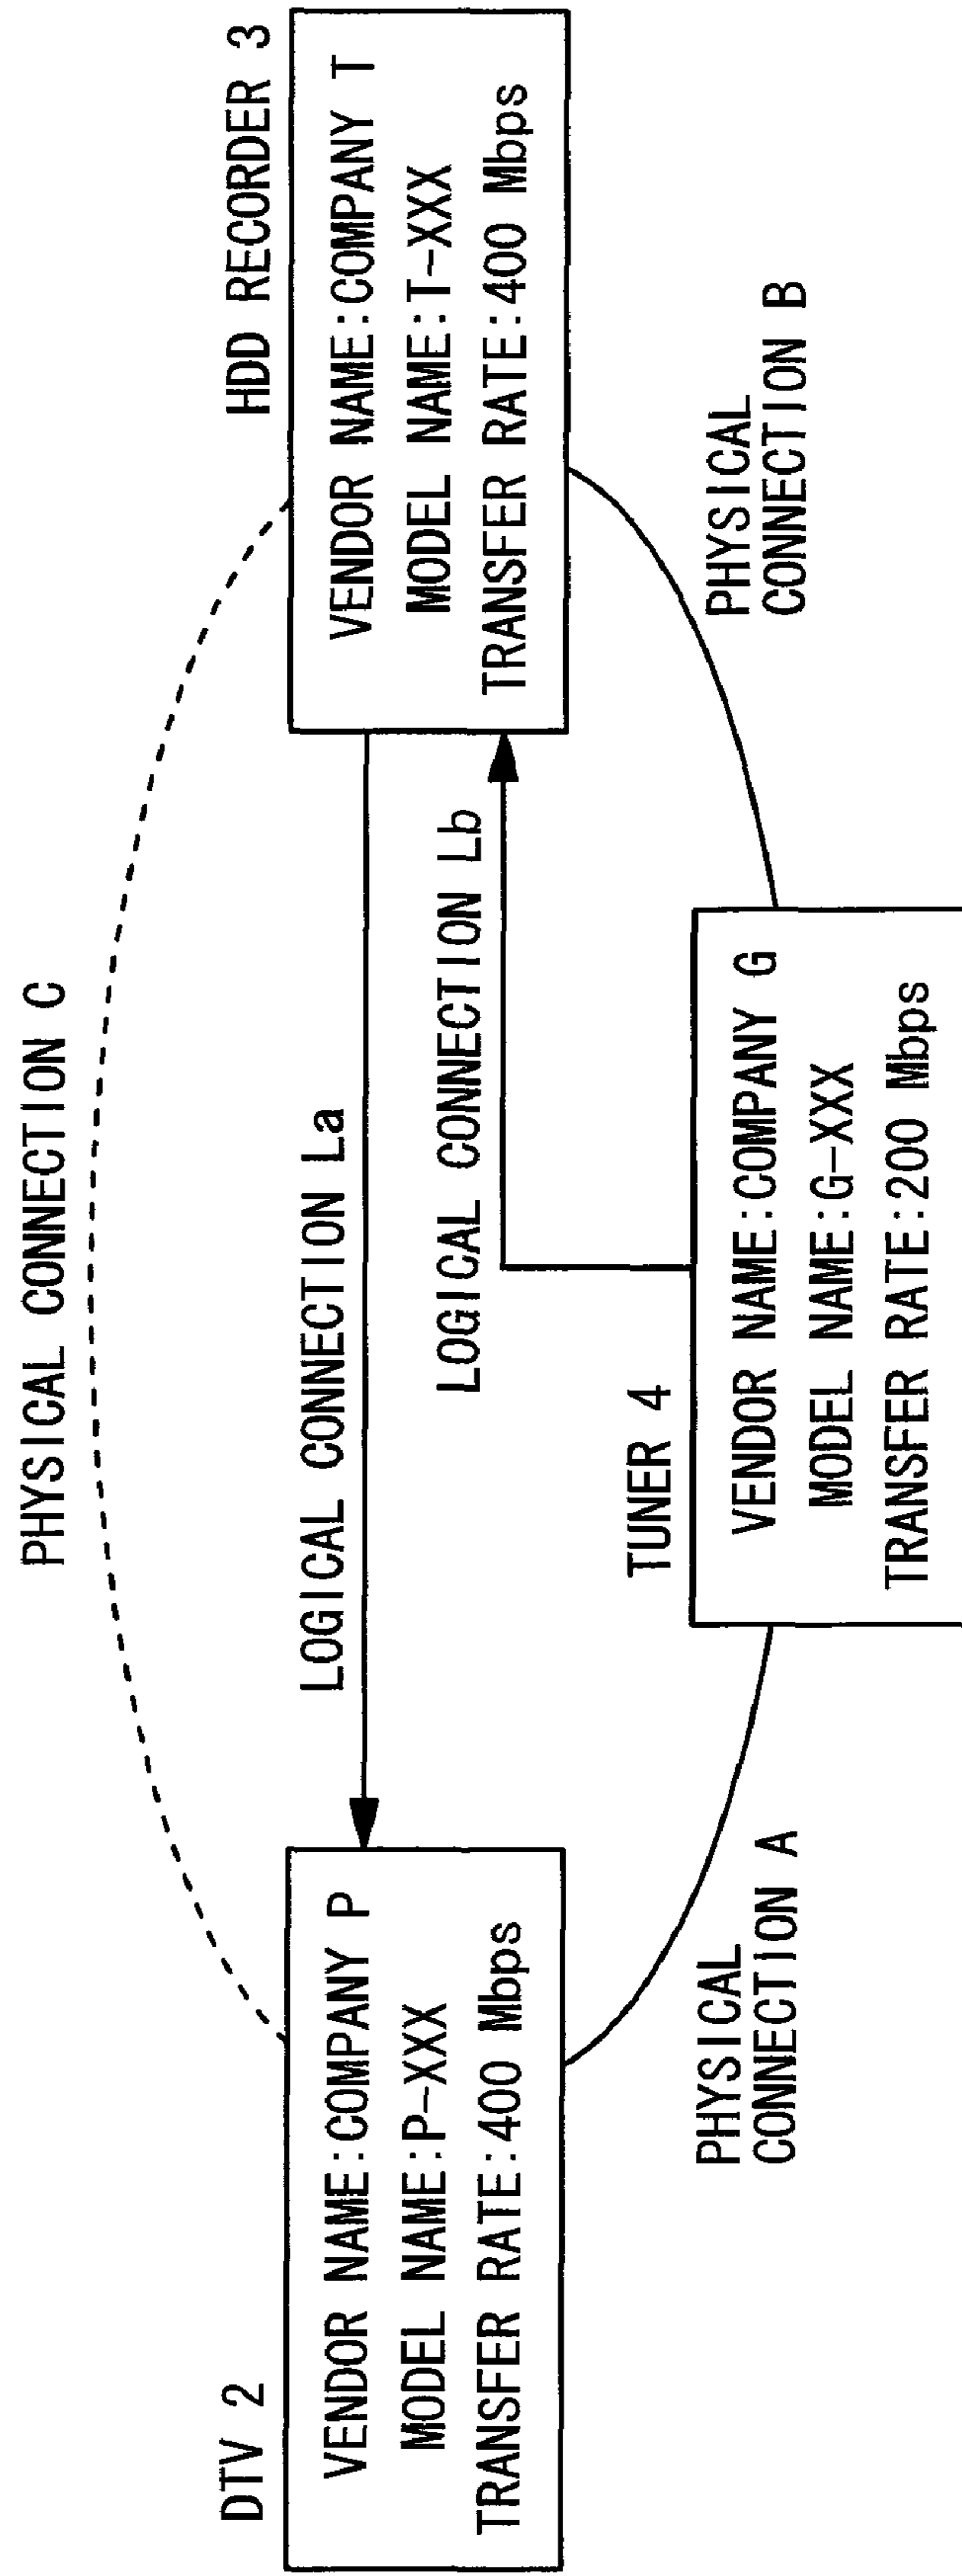 PHYSICAL CONNECTION C
DTV 2
VENDOR NAME:COMPANY P
MODEL NAME:P-XXX
TRANSFER RATE:400 Mbps
HDD RECORDER 3
VENDOR NAME:COMPANY T
MODEL NAME:T-XXX
TRANSFER RATE:400 Mbps
LOGICAL CONNECTION La
LOGICAL CONNECTION Lb
TUNER 4
VENDOR NAME:COMPANY G
MODEL NAME:G-XXX
TRANSFER RATE:200 Mbps
PHYSICAL
CONNECTION A
PHYSICAL
CONNECTION B